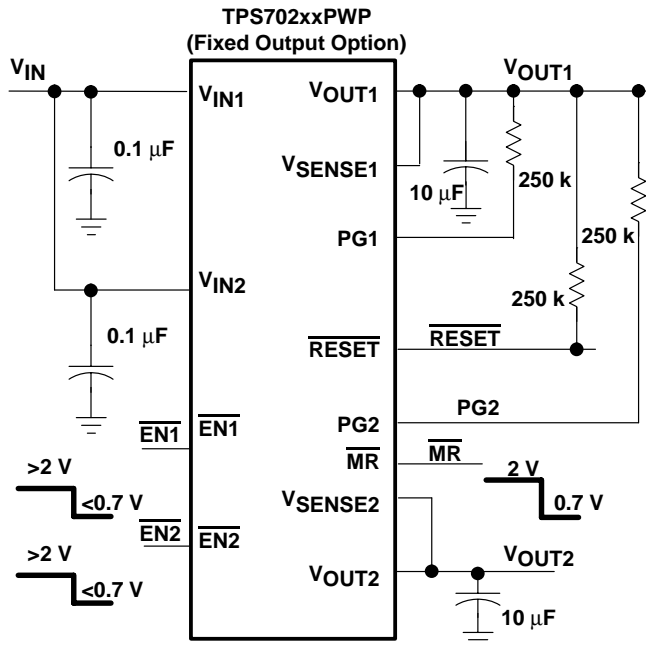 TPS702xxPWP
(Fixed Output Option)
VIN
VIN1
VOUT1
VOUT1
0.1 µF
VSENSE1
10 µF
250 k
PG1
250 k
VIN2
250 k
0.1 µF
RESET
RESET
PG2
PG2
EN1
EN1
MR
MR
>2 V
<0.7 V
2 V
0.7 V
VSENSE2
EN2
EN2
>2 V
<0.7 V
VOUT2
VOUT2
10 µF